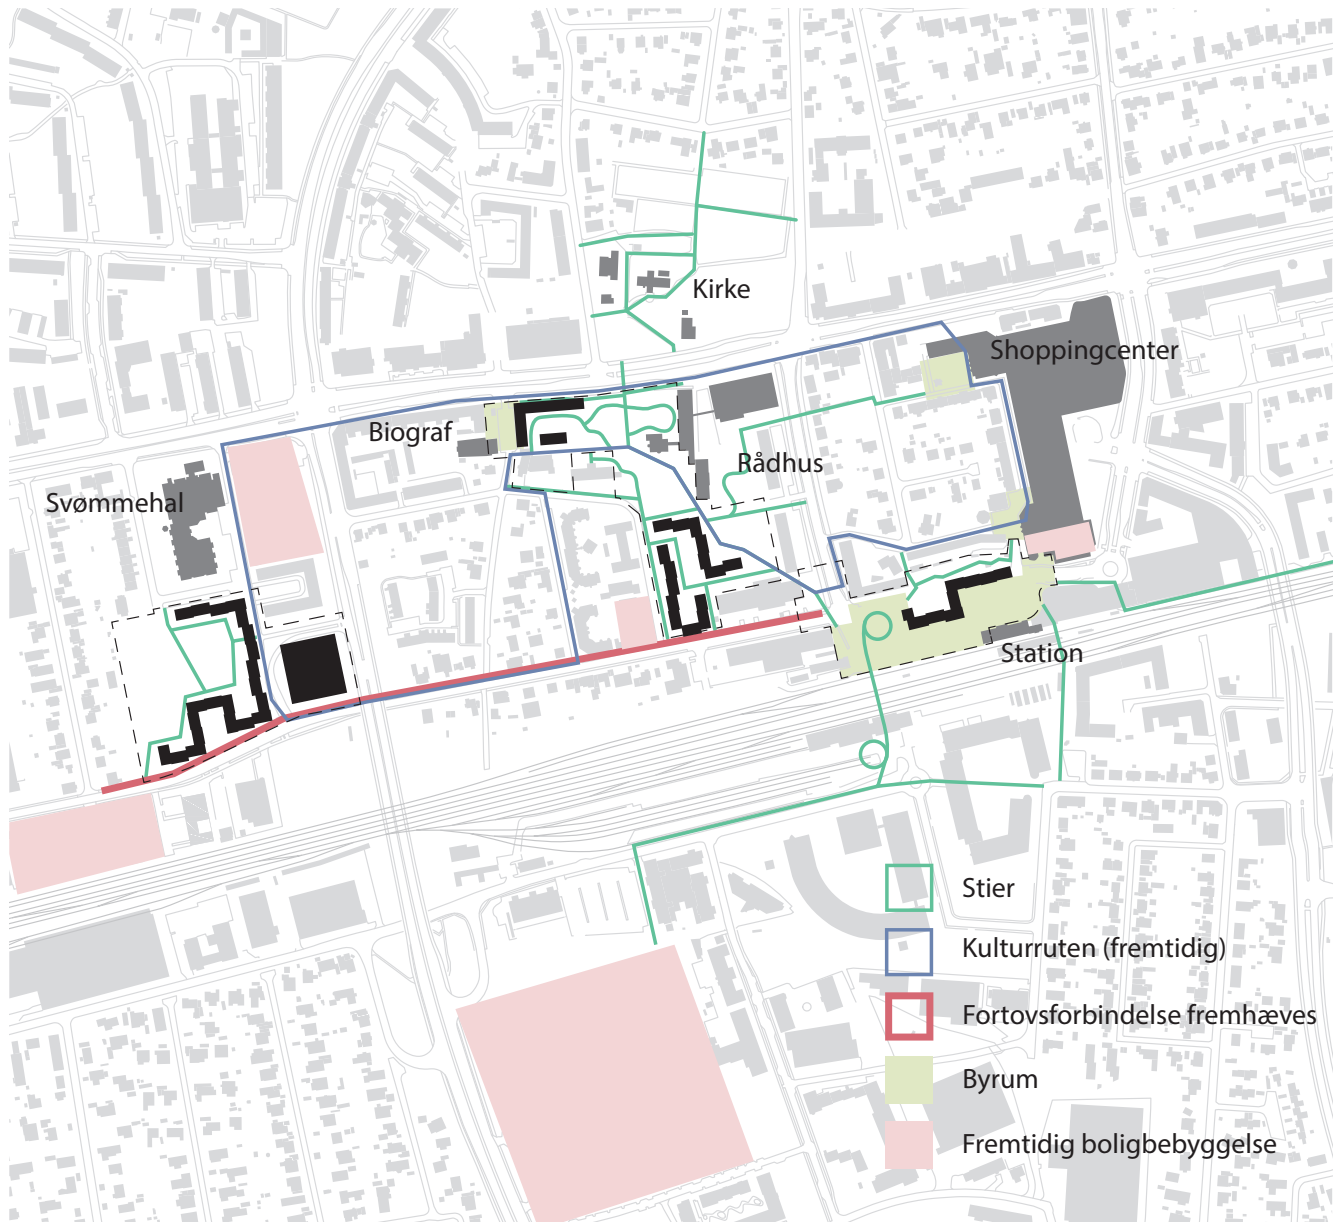 Kirke
Shoppingcenter
Biograf
Rådhus
Svømmehal
Station
Stier
Kulturruten (fremtidig)
Fortovsforbindelse fremhæves
Byrum
Fremtidig boligbebyggelse